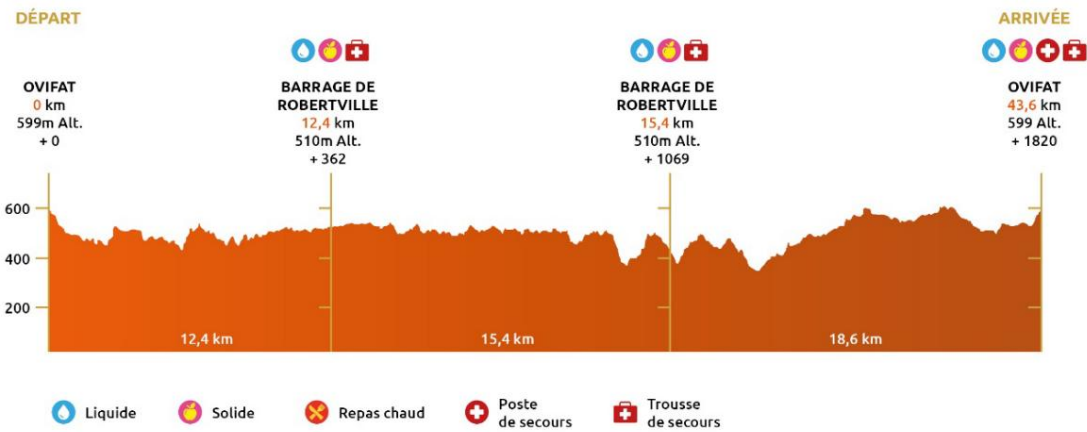 DÉPART
ARRIVÉE
OVIFAT
0 km
599m Alt.
+ 0
BARRAGE DE
ROBERTVILLE
12,4 km
510m Alt.
+ 362
BARRAGE DE
ROBERTVILLE
15,4 km
510m Alt.
+ 1069
OVIFAT
43,6 km
599 Alt.
+ 1820
600
400
200
12,4 km
15,4 km
18,6 km
Liquide
Solide
Repas chaud
Poste
de secours
Trousse
de secours